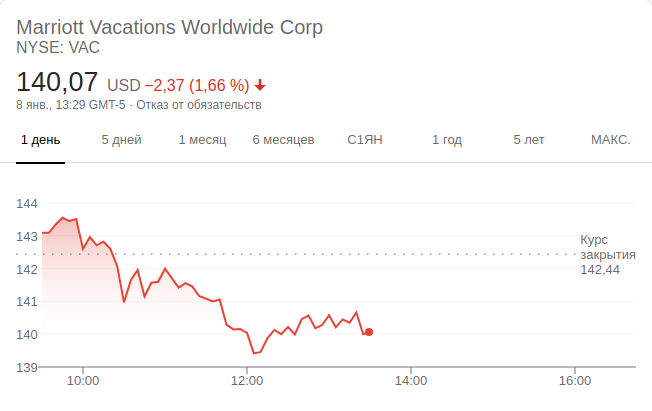 Marriott Vacations Worldwide Corp
NYSE: VAC
140,07 USD −2,37 (1,66 %)
8 янв., 13:29 GMT-5 · Отказ от обязательств
1 день 5 дней 1 месяц 6 месяцев С1ЯН 1 год 5 лет МАКС.
144
143
142
141
140
139
Курс
закрытия
142,44
10:00 12:00 14:00 16:00